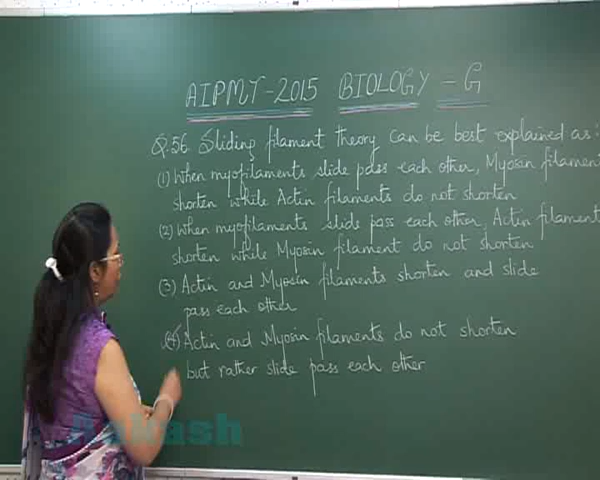 AIPMT-2015 BIOLOGY - G
Q.56 Sliding filament theory can be best explained as:
(1) When myofilaments slide pass each other, Myosin filament
shorten while Actin filaments do not shorten
(2) When myofilaments slide pass each other, Actin filament
shorten while Myosin filament do not shorten
(3) Actin and Myosin filaments shorten and slide
pass each other
(4) Actin and Myosin filaments do not shorten
but rather slide pass each other
Aakash